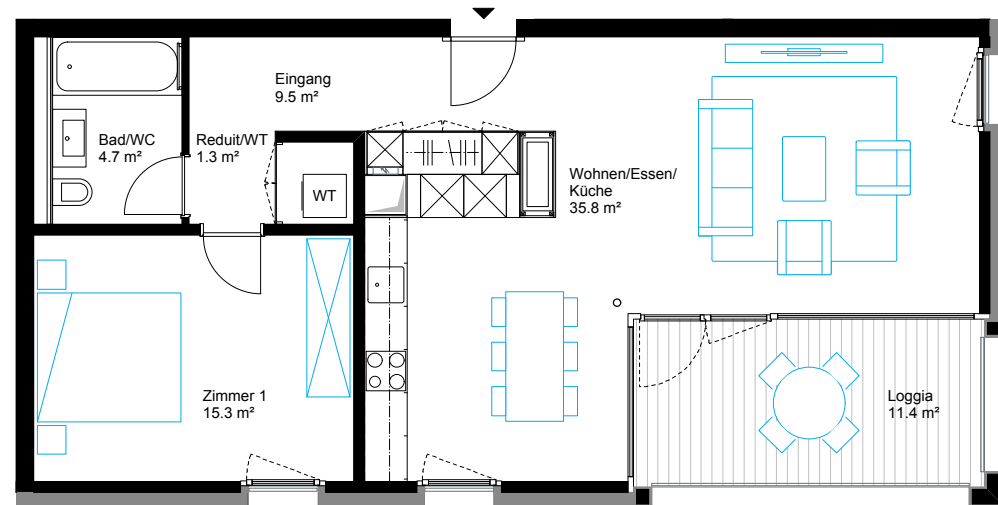 Eingang
9.5 m²
Bad/WC
4.7 m²
Reduit/WT
1.3 m²
WT
Wohnen/Essen/
Küche
35.8 m²
Zimmer 1
15.3 m²
Loggia
11.4 m²